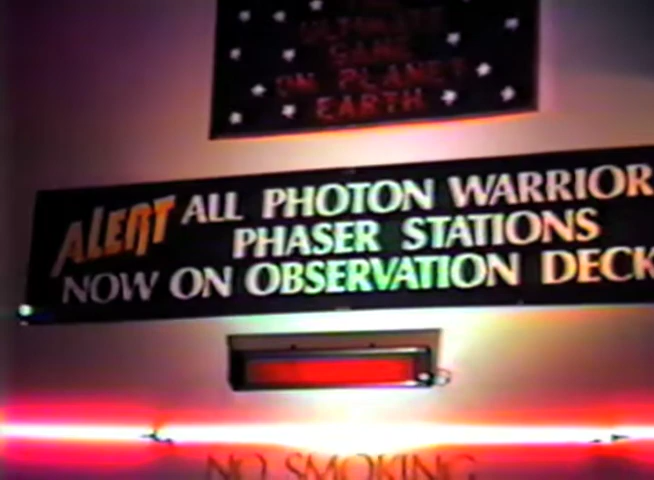 ULTIMATE
GAME
ON PLANET
EARTH
ALERT ALL PHOTON WARRIOR
PHASER STATIONS
NOW ON OBSERVATION DECK
NO SMOKING